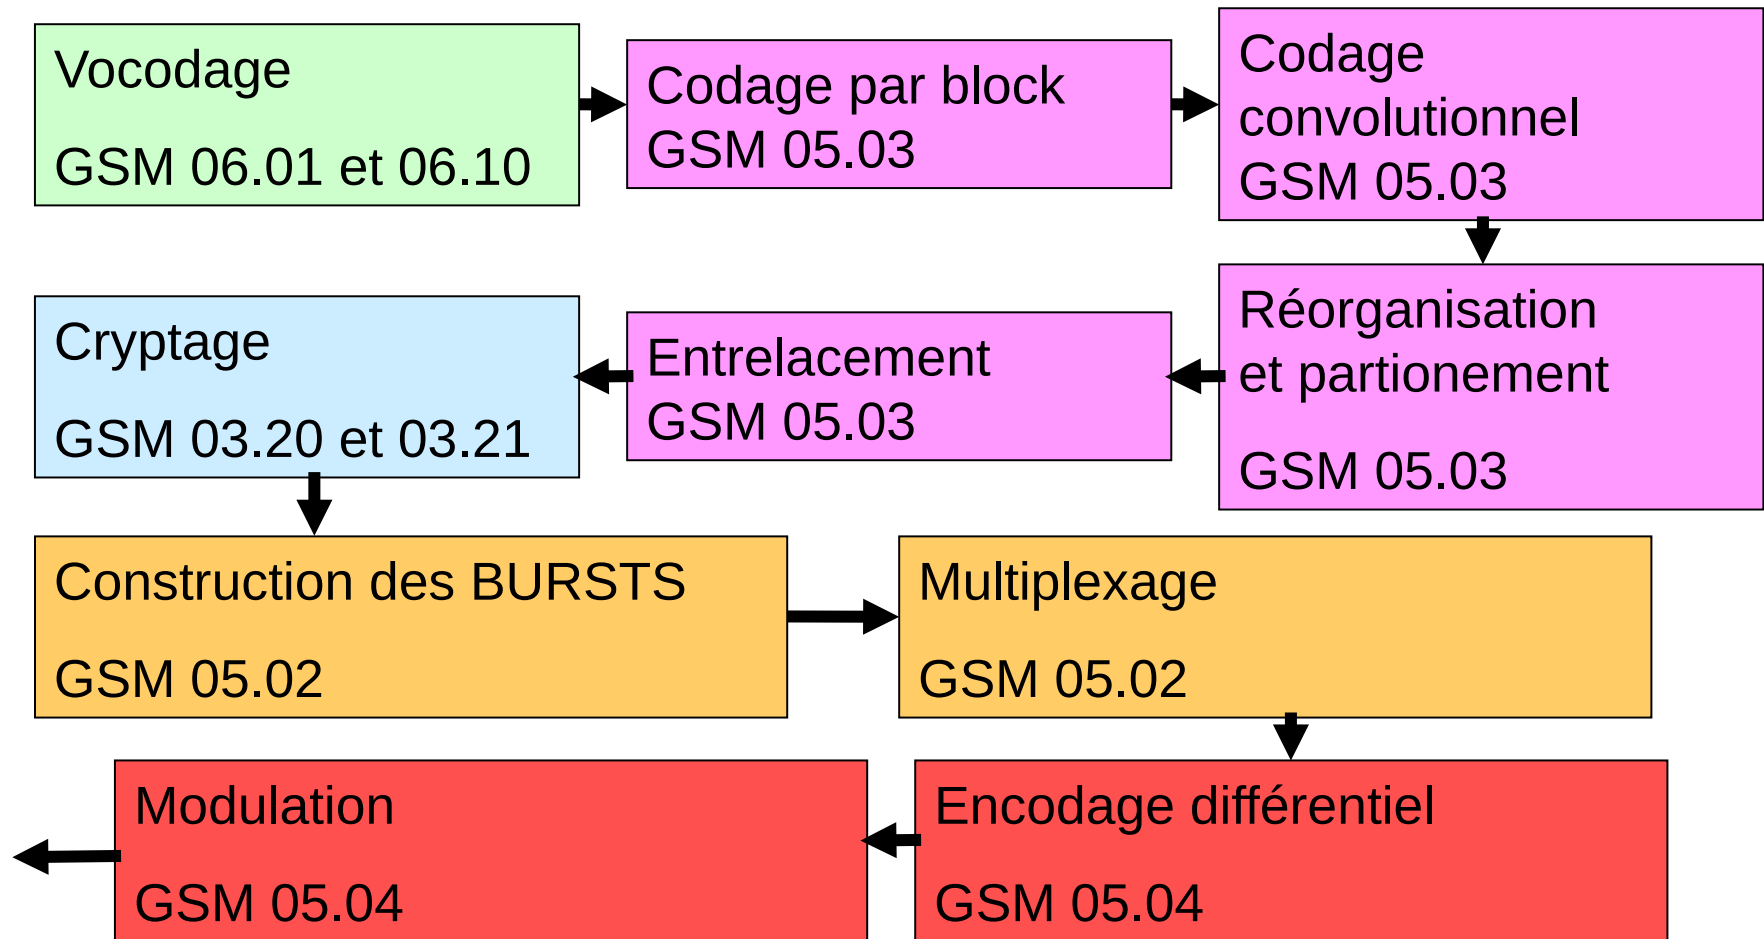 Vocodage
GSM 06.01 et 06.10
Codage par block
GSM 05.03
Codage
convolutionnel
GSM 05.03
Réorganisation
et partionement
GSM 05.03
Entrelacement
GSM 05.03
Cryptage
GSM 03.20 et 03.21
Construction des BURSTS
GSM 05.02
Multiplexage
GSM 05.02
Encodage différentiel
GSM 05.04
Modulation
GSM 05.04